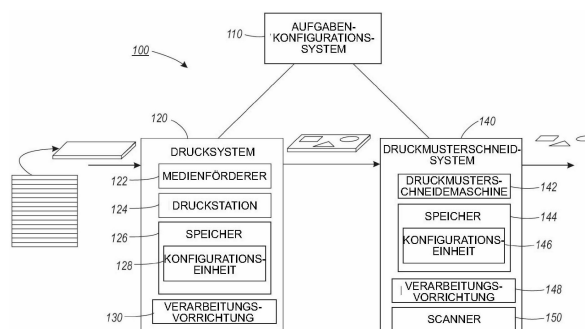 AUFGABEN-
KONFIGURATIONS-
SYSTEM
110
100
120
DRUCKSYSTEM
122
MEDIENFÖRDERER
124
DRUCKSTATION
126
SPEICHER
128
KONFIGURATIONS-
EINHEIT
130
VERARBEITUNGS-
VORRICHTUNG
140
DRUCKMUSTERSCHNEID-
SYSTEM
DRUCKMUSTERS-
CHNEIDEMASCHINE
142
SPEICHER
144
KONFIGURATIONS-
EINHEIT
146
VERARBEITUNGS-
VORRICHTUNG
148
SCANNER
150